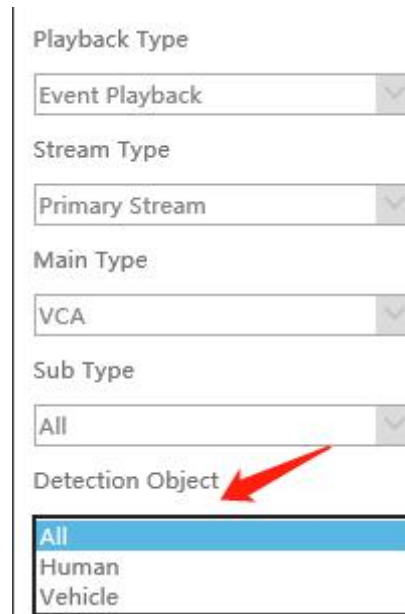 Playback Type
Event Playback
Stream Type
Primary Stream
Main Type
VCA
Sub Type
All
Detection Object
All
Human
Vehicle